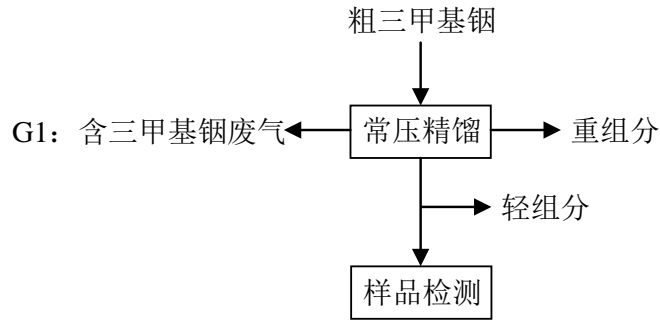 粗三甲基铟
G1：含三甲基铟废气
常压精馏
重组分
轻组分
样品检测